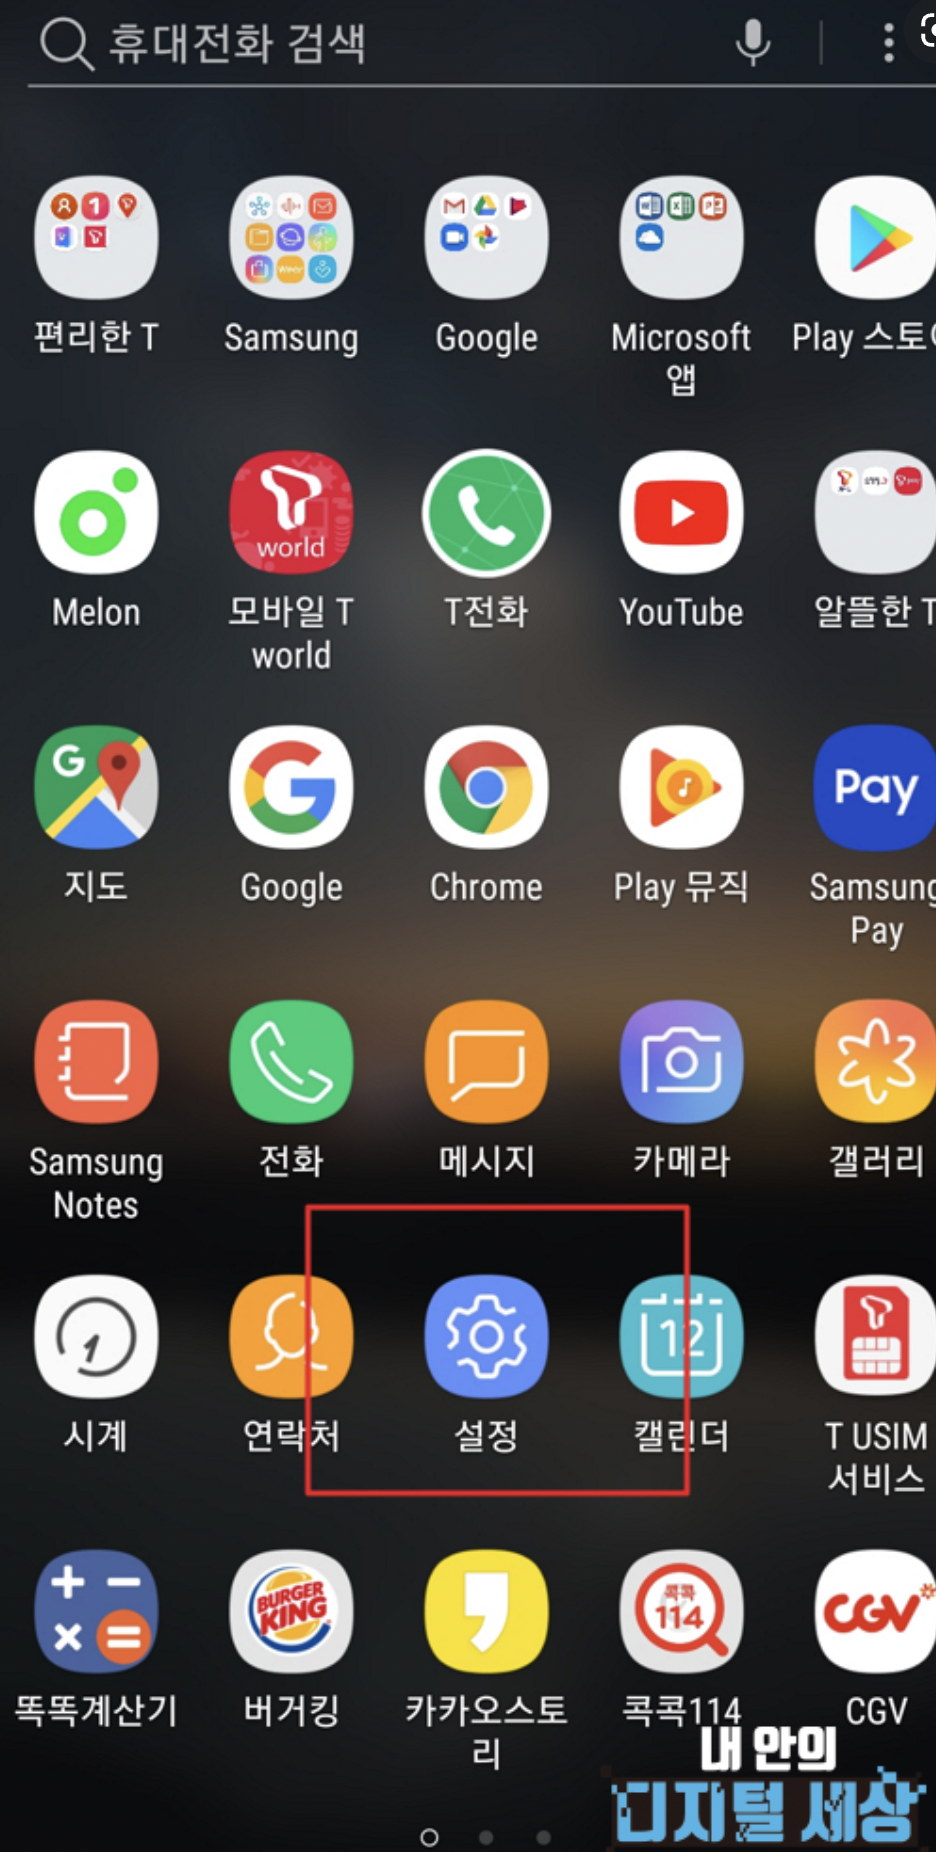 휴대전화 검색
편리한 T
Samsung
Google
Microsoft
앱
Play 스토
world
Melon
모바일 T
world
T전화
YouTube
알뜰한 T
G
Pay
지도
Google
Chrome
Play 뮤직
Samsung
Pay
Samsung
Notes
전화
메시지
카메라
갤러리
12
시계
연락처
설정
캘린더
T USIM
서비스
BURGER
KING
콕콕
114
CGV
똑똑계산기
버거킹
카카오스토
리
콕콕114
CGV
내 안의
디지털 세상